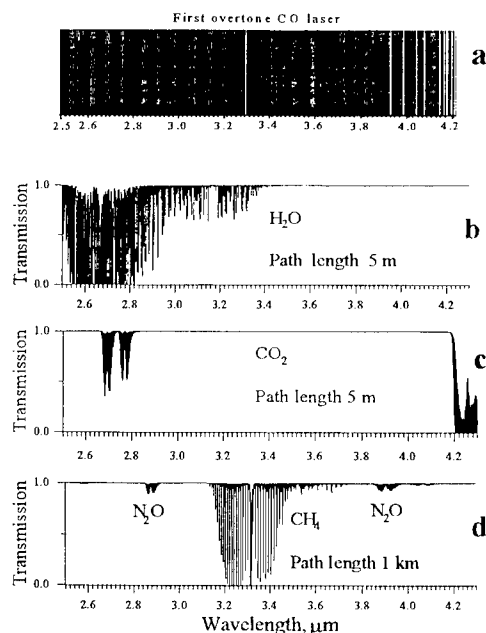 First overtone CO laser
a
2.5 2.6 2.8 3.0 3.2 3.4 3.6 3.8 4.0 4.2
Transmission
1.0
0.0
H₂O
Path length 5 m
b
2.6 2.8 3.0 3.2 3.4 3.6 3.8 4.0 4.2
Transmission
1.0
0.0
CO₂
Path length 5 m
c
2.6 2.8 3.0 3.2 3.4 3.6 3.8 4.0 4.2
Transmission
1.0
0.0
N₂O
CH₄
N₂O
Path length 1 km
d
2.6 2.8 3.0 3.2 3.4 3.6 3.8 4.0 4.2
Wavelength, μm